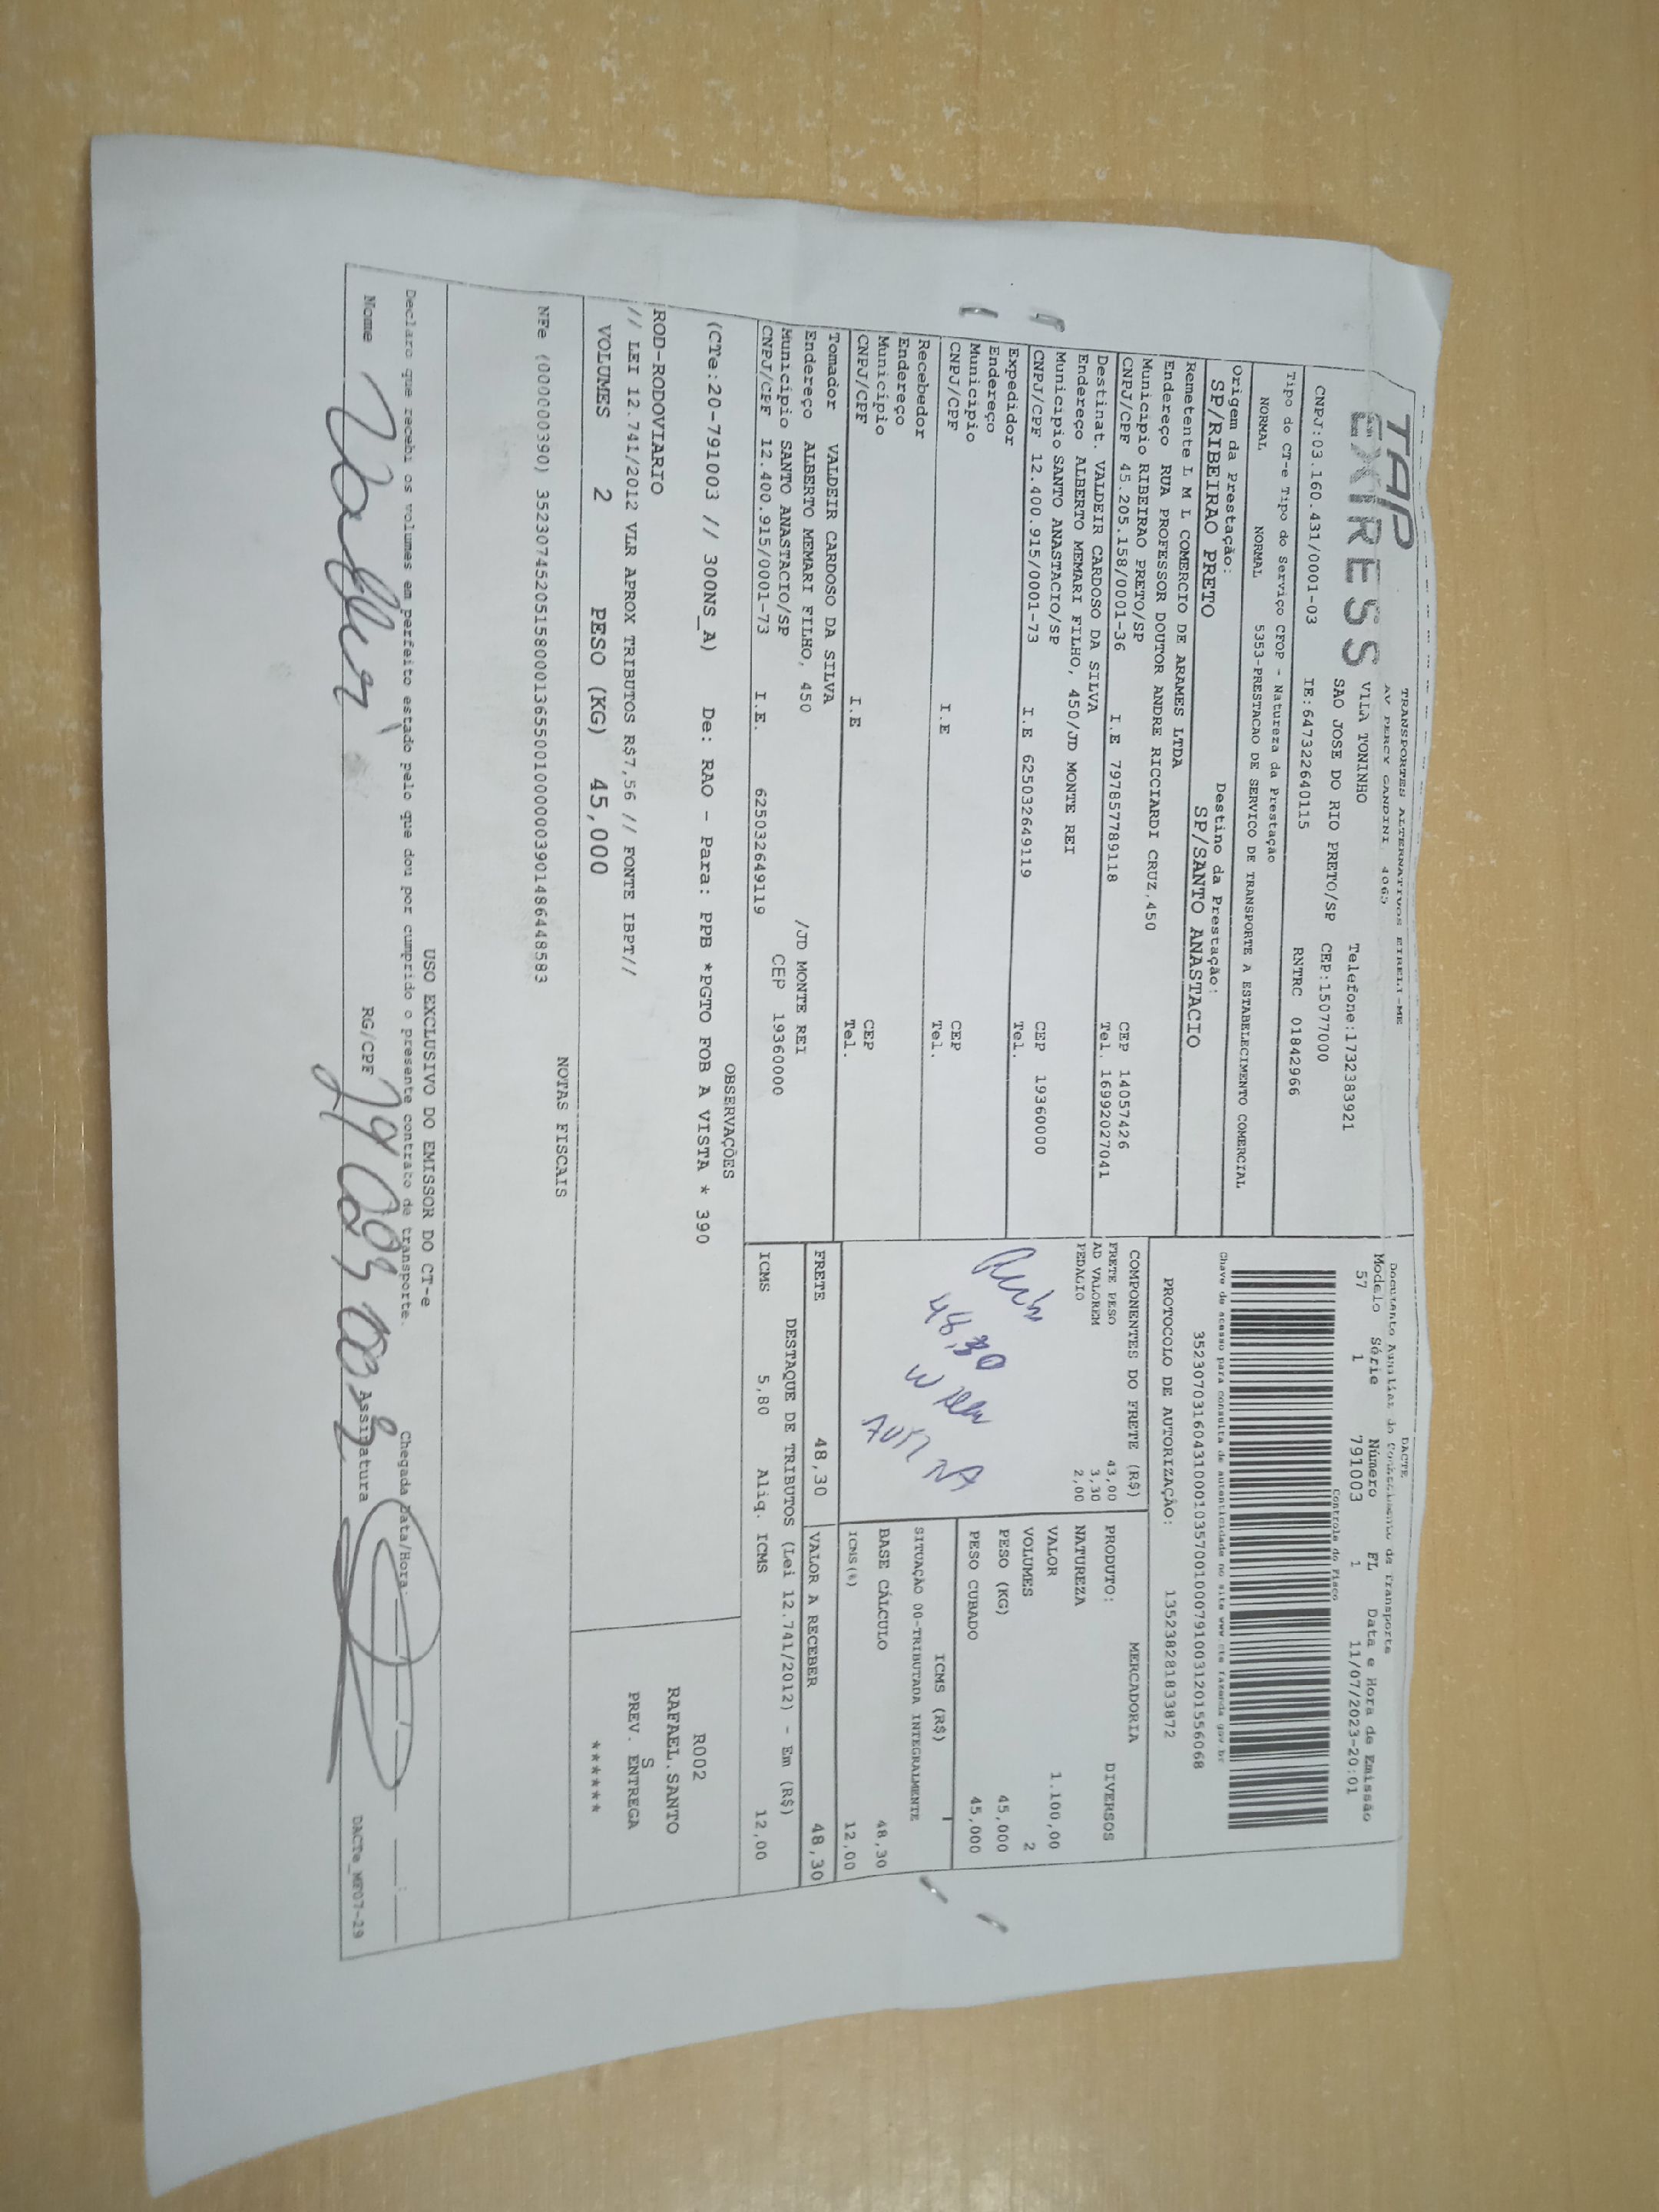 TAP
EXPRESS
TRANSPORTES ALTERNATIVOS EIRELI-ME
AV PERCY GANDINI 4065
VILA TONINHO
Telefone:1732383921
SAO JOSE DO RIO PRETO/SP CEP:15077000
CNPJ:03.160.431/0001-03 IE:647322640115 RNTRC 01842966
Tipo do CT-e Tipo do Serviço CFOP - Natureza da Prestação
NORMAL NORMAL 5353-PRESTACAO DE SERVICO DE TRANSPORTE A ESTABELECIMENTO COMERCIAL
Origem da Prestação: Destino da Prestação:
SP/RIBEIRAO PRETO SP/SANTO ANASTACIO
Remetente L M L COMERCIO DE ARAMES LTDA
Endereço RUA PROFESSOR DOUTOR ANDRE RICCIARDI CRUZ,450
Municipio RIBEIRAO PRETO/SP CEP 14057426
CNPJ/CPF 45.205.158/0001-36 I.E 797857789118 Tel. 16992027041
Destinat. VALDEIR CARDOSO DA SILVA
Endereço ALBERTO MEMARI FILHO, 450/JD MONTE REI
Municipio SANTO ANASTACIO/SP CEP 19360000
CNPJ/CPF 12.400.915/0001-73 I.E 625032649119 Tel.
Expedidor
Endereço
Municipio CEP
CNPJ/CPF I.E Tel.
Recebedor
Endereço
Municipio CEP
CNPJ/CPF I.E Tel.
Tomador VALDEIR CARDOSO DA SILVA
Endereço ALBERTO MEMARI FILHO, 450 /JD MONTE REI
Municipio SANTO ANASTACIO/SP CEP 19360000
CNPJ/CPF 12.400.915/0001-73 I.E. 625032649119
DACTE
Documento Auxiliar do Conhecimento de Transporte
Modelo Série Número FL Data e Hora de Emissão
57 1 791003 1 11/07/2023-20:01
Controle do Fisco
Chave de acesso para consulta de autenticidade no site www.cte.fazenda.gov.br
35230703160431000103570010007910031201556068
PROTOCOLO DE AUTORIZAÇÃO: 135238281833872
COMPONENTES DO FRETE (R$)
FRETE PESO 43,00
AD VALOREM 3,30
PEDAGIO 2,00
48,30
MERCADORIA
PRODUTO: DIVERSOS
NATUREZA
VALOR 1.100,00
VOLUMES 2
PESO (KG) 45,000
PESO CUBADO 45,000
ICMS (R$)
SITUAÇÃO 00-TRIBUTADA INTEGRALMENTE
BASE CÁLCULO 48,30
ICMS(%) 12,00
FRETE 48,30 VALOR A RECEBER 48,30
DESTAQUE DE TRIBUTOS (Lei 12.741/2012) - Em (R$)
ICMS 5,80 Aliq. ICMS 12,00
OBSERVAÇÕES
(CTe:20-791003 // 300NS_A) De: RAO - Para: PPB *PGTO FOB A VISTA * 390
ROD-RODOVIARIO
// LEI 12.741/2012 VLR APROX TRIBUTOS R$7,56 // FONTE IBPT//
R002
RAFAEL.SANTO
S
PREV. ENTREGA
******
VOLUMES 2 PESO (KG) 45,000
NOTAS FISCAIS
NFe (000000390) 35230745205158000136550010000003901486448583
USO EXCLUSIVO DO EMISSOR DO CT-e
Declaro que recebi os volumes em perfeito estado pelo que dou por cumprido o presente contrato de transporte. Chegada Data/Hora:
Nome RG/CPF Assinatura
DACTe_MF07-29